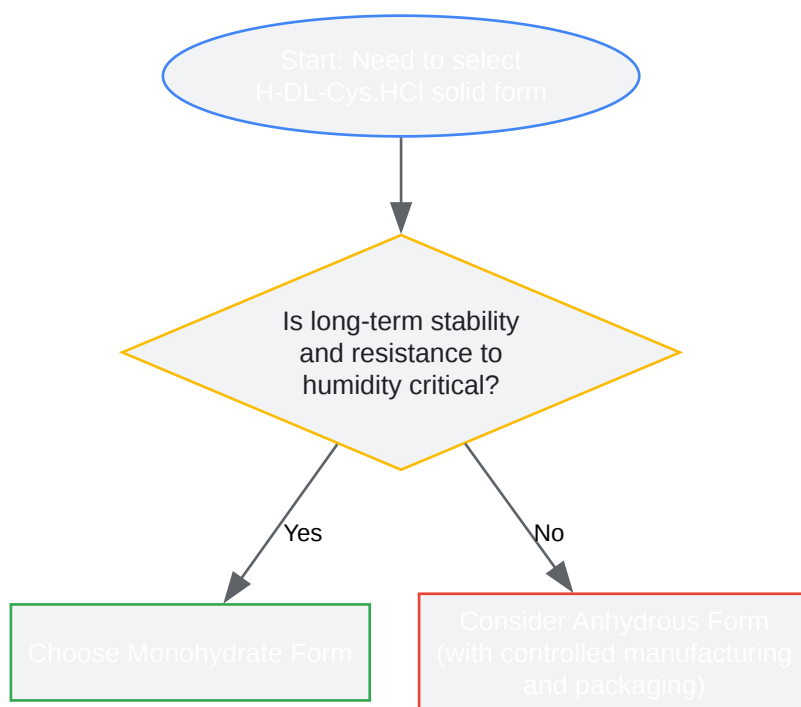 Start: Need to select
H-DL-Cys.HCl solid form
Is long-term stability
and resistance to
humidity critical?
Yes
No
Choose Monohydrate Form
Consider Anhydrous Form
(with controlled manufacturing
and packaging)